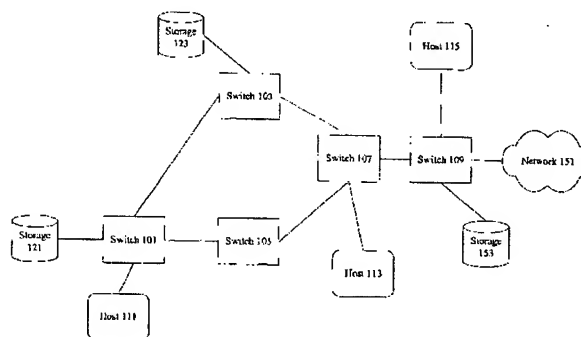 Storage
123
Host 115
Switch 103
Switch 107
Switch 109
Network 151
Storage
121
Switch 101
Switch 105
Host 113
Storage
153
Host 111